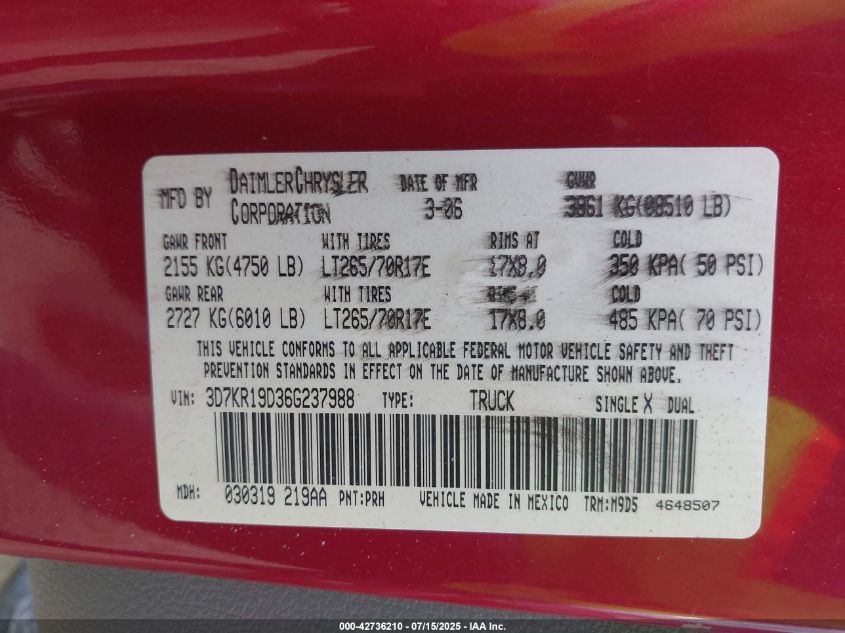 MFD BY DAIMLERCHRYSLER CORPORATION DATE OF MFR 3-06 GVWR 3861 KG(08510 LB)
GAWR FRONT WITH TIRES RIMS AT COLD
2155 KG(4750 LB) LT265/70R17E 17X8.0 350 KPA( 50 PSI)
GAWR REAR WITH TIRES RIMS AT COLD
2727 KG(6010 LB) LT265/70R17E 17X8.0 485 KPA( 70 PSI)
THIS VEHICLE CONFORMS TO ALL APPLICABLE FEDERAL MOTOR VEHICLE SAFETY AND THEFT
PREVENTION STANDARDS IN EFFECT ON THE DATE OF MANUFACTURE SHOWN ABOVE.
VIN: 3D7KR19D36G237988 TYPE: TRUCK SINGLE X DUAL
MDH: 030319 219AA PNT:PRH VEHICLE MADE IN MEXICO TRM:M9D5 4648507
000-42736210 - 07/15/2025 - IAA Inc.